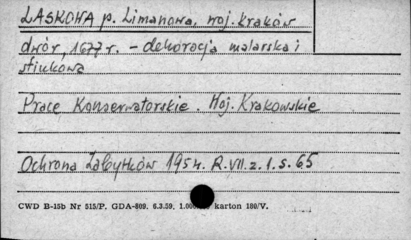 LASKOWA p. Limanowa, woj. Kraków
dwór, 1677 r. - dekoracja malarska i
stiukowa
Prace Konserwatorskie. Woj. Krakowskie
Ochrona Zabytków 1954. R.VII. z.1. s. 65
CWD B-15b Nr 515/P. GDA-809. 6.3.59. karton 180/V.